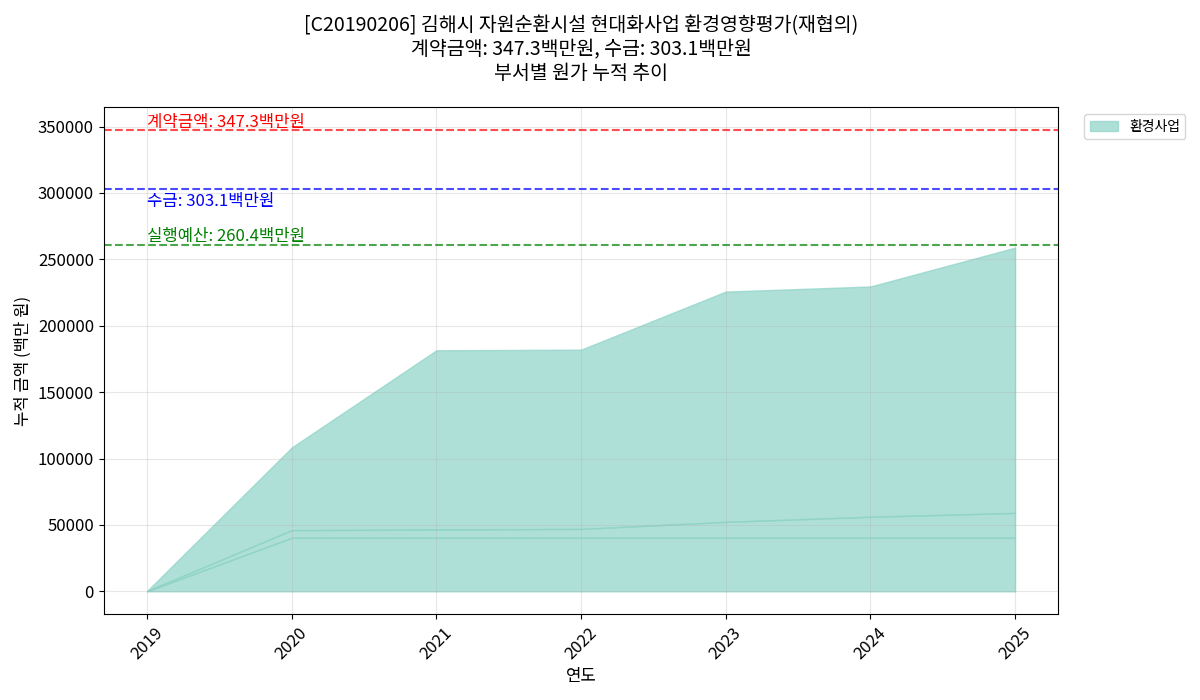 [C20190206] 김해시 자원순환시설 현대화사업 환경영향평가(재협의)
계약금액: 347.3백만원, 수금: 303.1백만원
부서별 원가 누적 추이
계약금액: 347.3백만원
수금: 303.1백만원
실행예산: 260.4백만원
환경사업
누적 금액 (백만 원)
350000
300000
250000
200000
150000
100000
50000
0
2019
2020
2021
2022
2023
2024
2025
연도